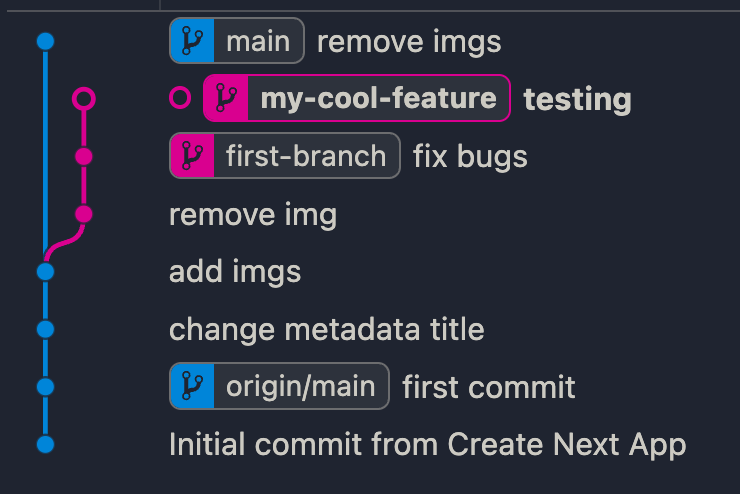 main remove imgs
my-cool-feature testing
first-branch fix bugs
remove img
add imgs
change metadata title
origin/main first commit
Initial commit from Create Next App